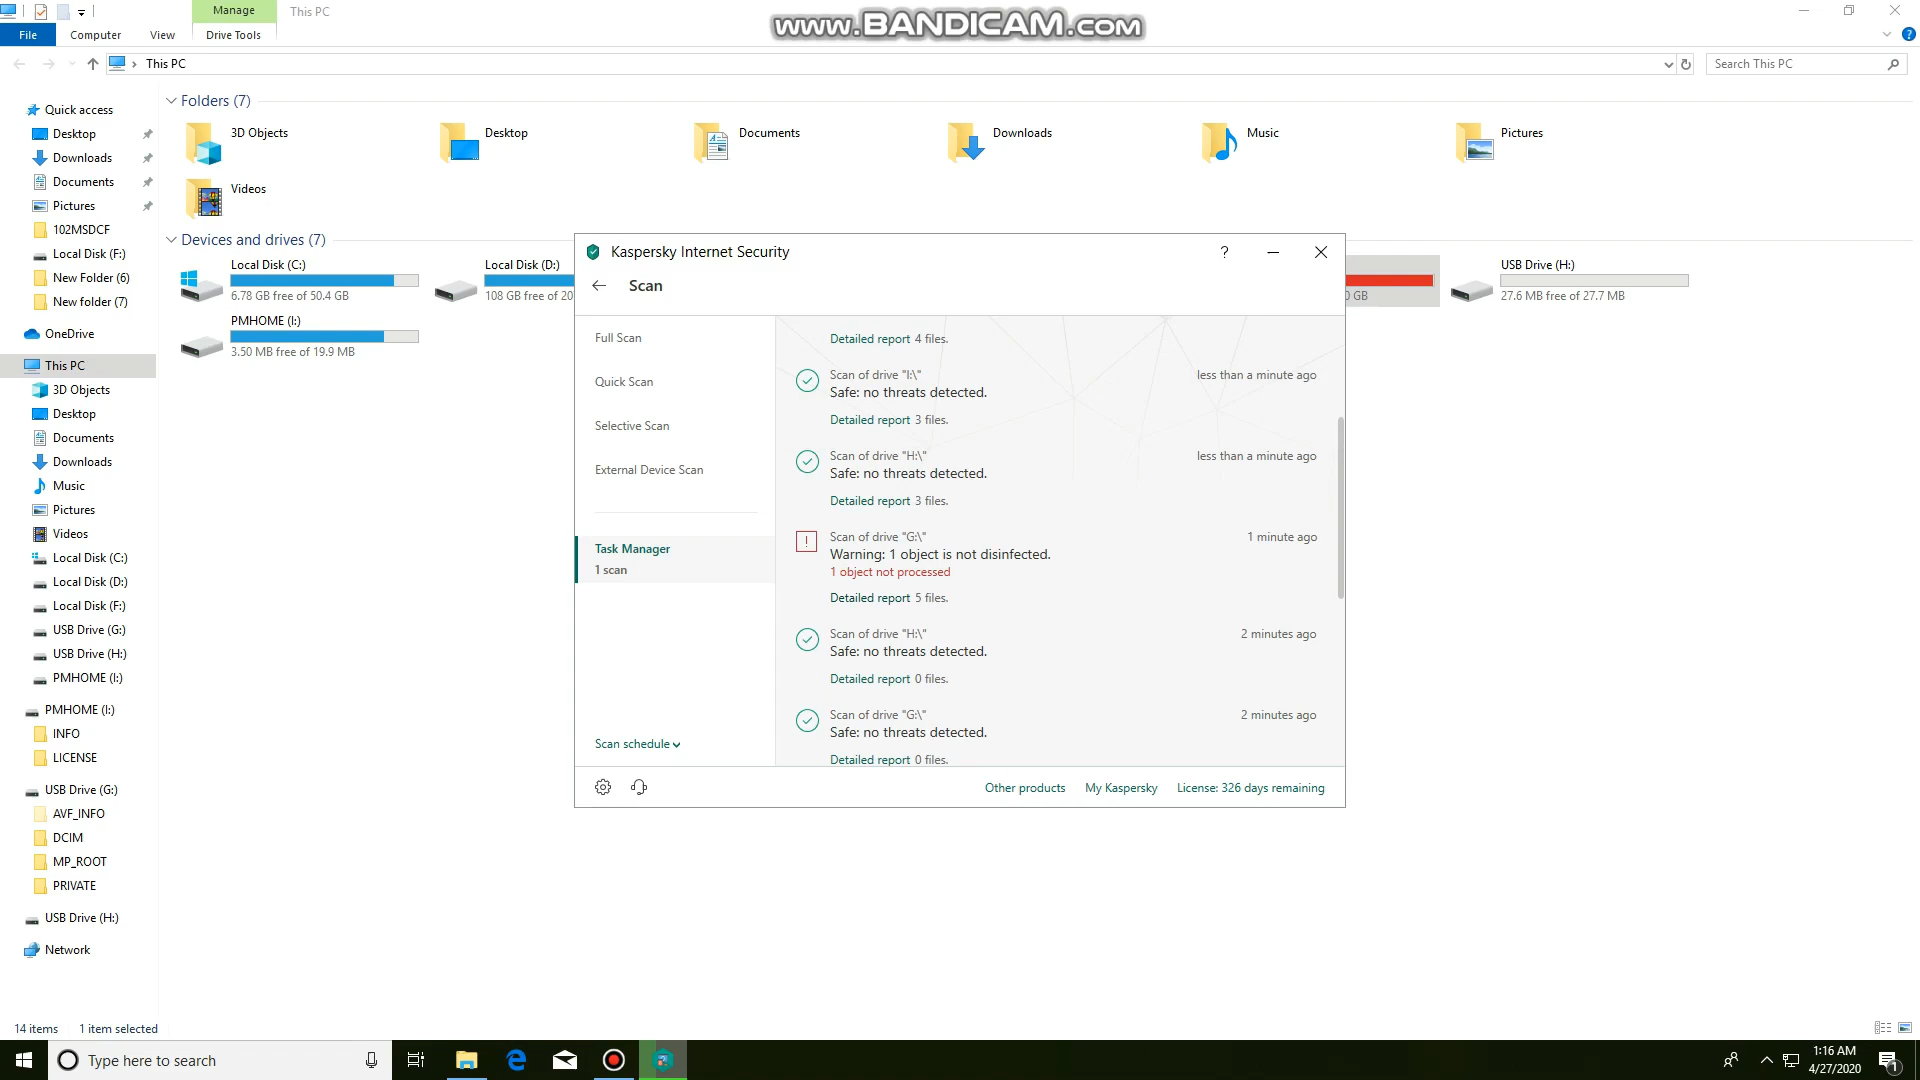 Manage
This PC
www.BANDICAM.com
File
Computer
View
Drive Tools
?
This PC
Search This PC
Quick access
Desktop
Downloads
Documents
Pictures
102MSDCF
Local Disk (F:)
New Folder (6)
New folder (7)
OneDrive
This PC
3D Objects
Desktop
Documents
Downloads
Music
Pictures
Videos
Local Disk (C:)
Local Disk (D:)
Local Disk (F:)
USB Drive (G:)
USB Drive (H:)
PMHOME (I:)
PMHOME (I:)
INFO
LICENSE
USB Drive (G:)
AVF_INFO
DCIM
MP_ROOT
PRIVATE
USB Drive (H:)
Network
Folders (7)
3D Objects
Desktop
Documents
Downloads
Music
Pictures
Videos
Devices and drives (7)
Local Disk (C:)
6.78 GB free of 50.4 GB
Local Disk (D:)
108 GB free of 20
0 GB
USB Drive (H:)
27.6 MB free of 27.7 MB
PMHOME (I:)
3.50 MB free of 19.9 MB
Kaspersky Internet Security
?
Scan
Full Scan
Quick Scan
Selective Scan
External Device Scan
Task Manager
1 scan
Scan schedule
Detailed report 4 files.
Scan of drive "I:\"
less than a minute ago
Safe: no threats detected.
Detailed report 3 files.
Scan of drive "H:\"
less than a minute ago
Safe: no threats detected.
Detailed report 3 files.
Scan of drive "G:\"
1 minute ago
Warning: 1 object is not disinfected.
1 object not processed
Detailed report 5 files.
Scan of drive "H:\"
2 minutes ago
Safe: no threats detected.
Detailed report 0 files.
Scan of drive "G:\"
2 minutes ago
Safe: no threats detected.
Detailed report 0 files.
Other products
My Kaspersky
License: 326 days remaining
14 items
1 item selected
Type here to search
1:16 AM
4/27/2020
1